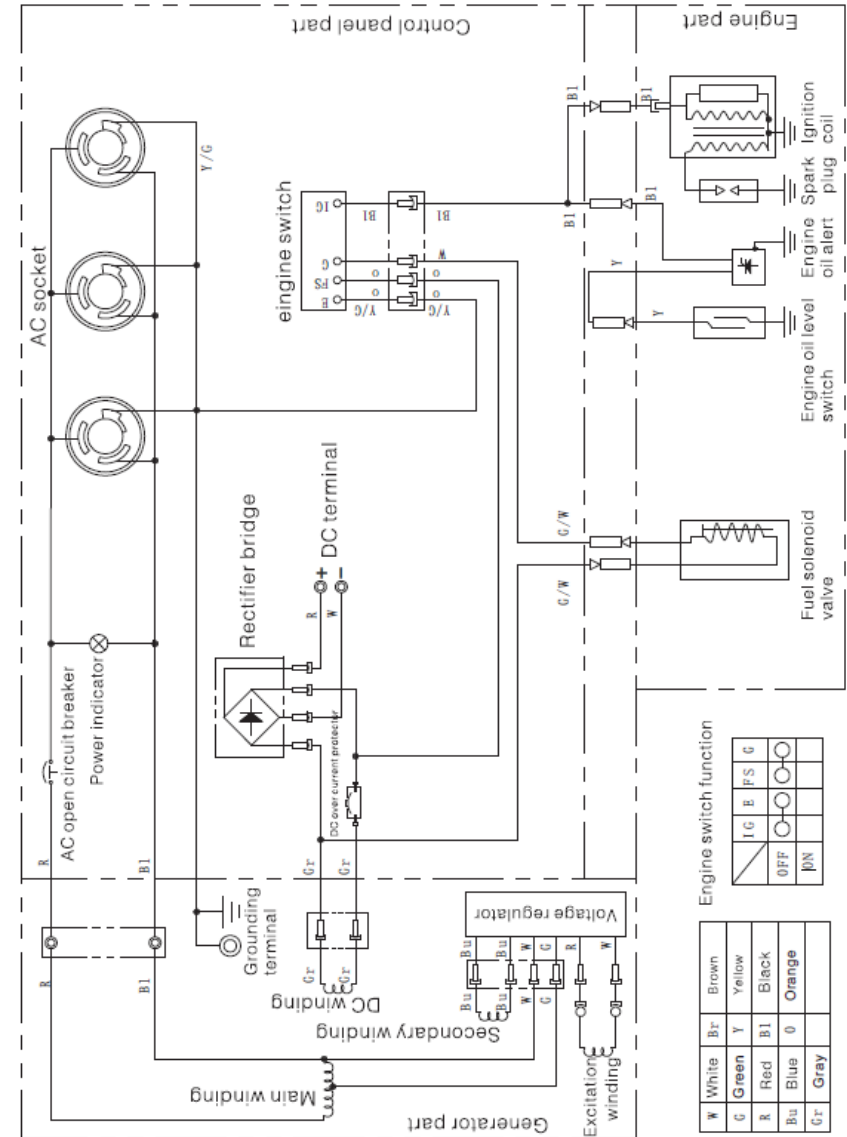 Control panel part
Engine part
AC socket
Y/G
eingine switch
IG
G
FS
E
Bl
O
O
Y/G
Bl
W
O
O
Y/G
Bl
Bl
Bl
Bl
Ignition
coil
Spark
plug
Engine
oil alert
Y
Y
Engine oil level
switch
Rectifier bridge
DC terminal
+
−
R
W
G/W
G/W
Fuel solenoid
valve
AC open circuit breaker
Power indicator
DC over current protector
R
Bl
Gr
Gr
Grounding
terminal
R
Bl
Gr
Gr
DC winding
Secondary winding
Main winding
Generator part
Excitation
winding
Voltage regulator
Bu
Bu
W
G
R
W
Bu
Bu
W
G
Engine switch function
IG E FS G
OFF
ON
W White Br Brown
G Green Y Yellow
R Red Bl Black
Bu Blue O Orange
Gr Gray